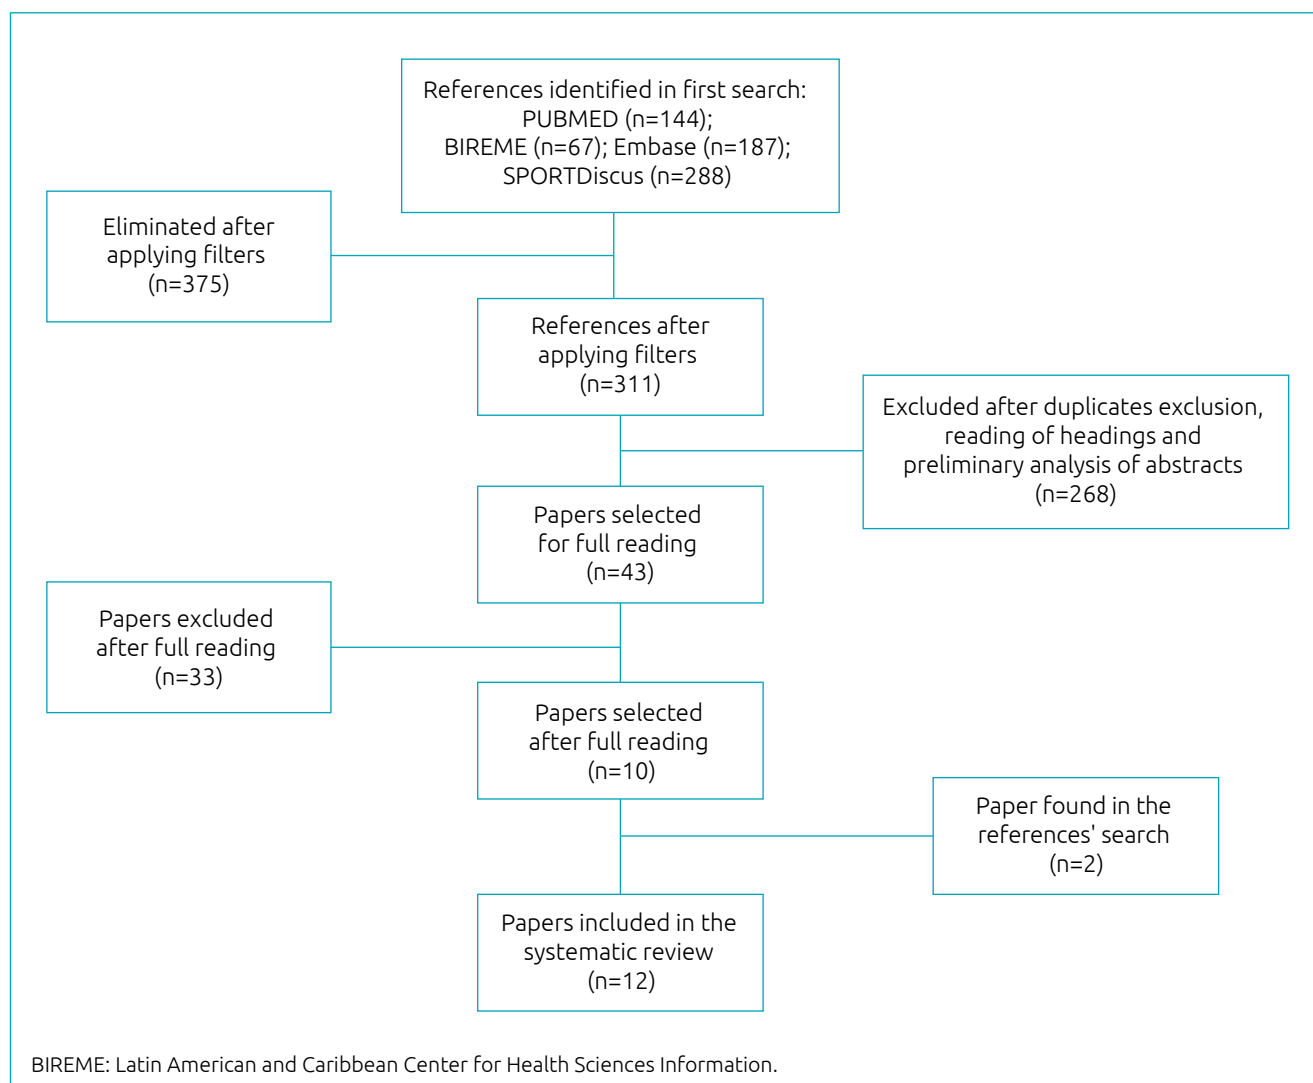 References identified in first search:
PUBMED (n=144);
BIREME (n=67); Embase (n=187);
SPORTDiscus (n=288)
Eliminated after
applying filters
(n=375)
References after
applying filters
(n=311)
Excluded after duplicates exclusion,
reading of headings and
preliminary analysis of abstracts
(n=268)
Papers selected
for full reading
(n=43)
Papers excluded
after full reading
(n=33)
Papers selected
after full reading
(n=10)
Paper found in the
references' search
(n=2)
Papers included in the
systematic review
(n=12)
BIREME: Latin American and Caribbean Center for Health Sciences Information.